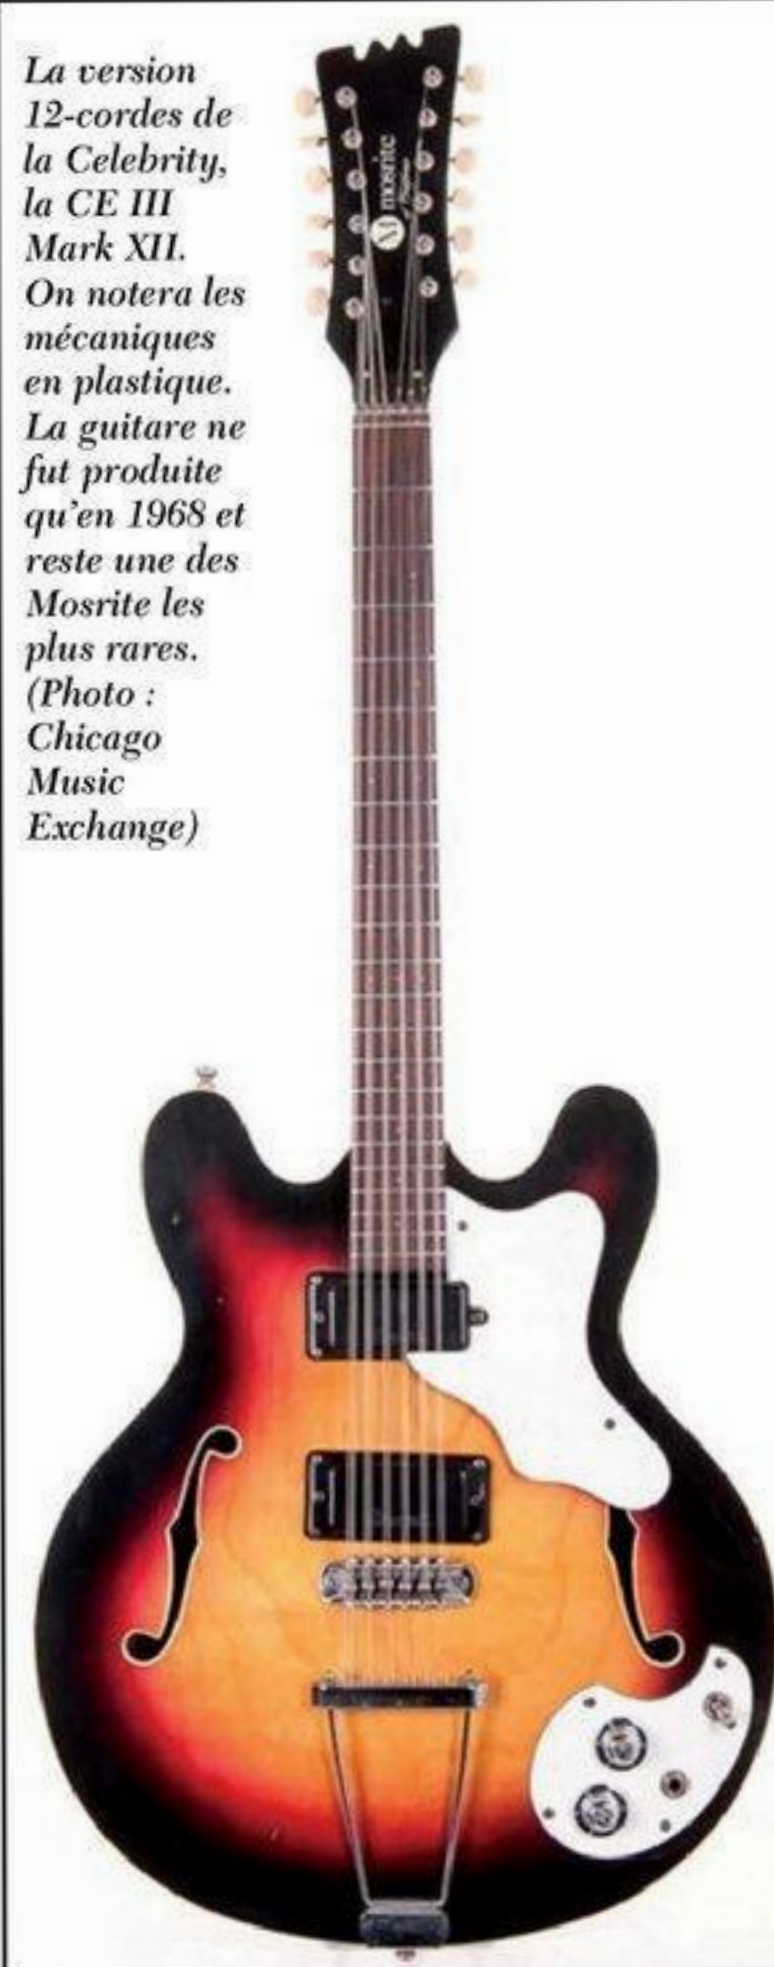 La version
12-cordes de
la Celebrity,
la CE III
Mark XII.
On notera les
mécaniques
en plastique.
La guitare ne
fut produite
qu'en 1968 et
reste une des
Mosrite les
plus rares.
(Photo :
Chicago
Music
Exchange)
M mosrite